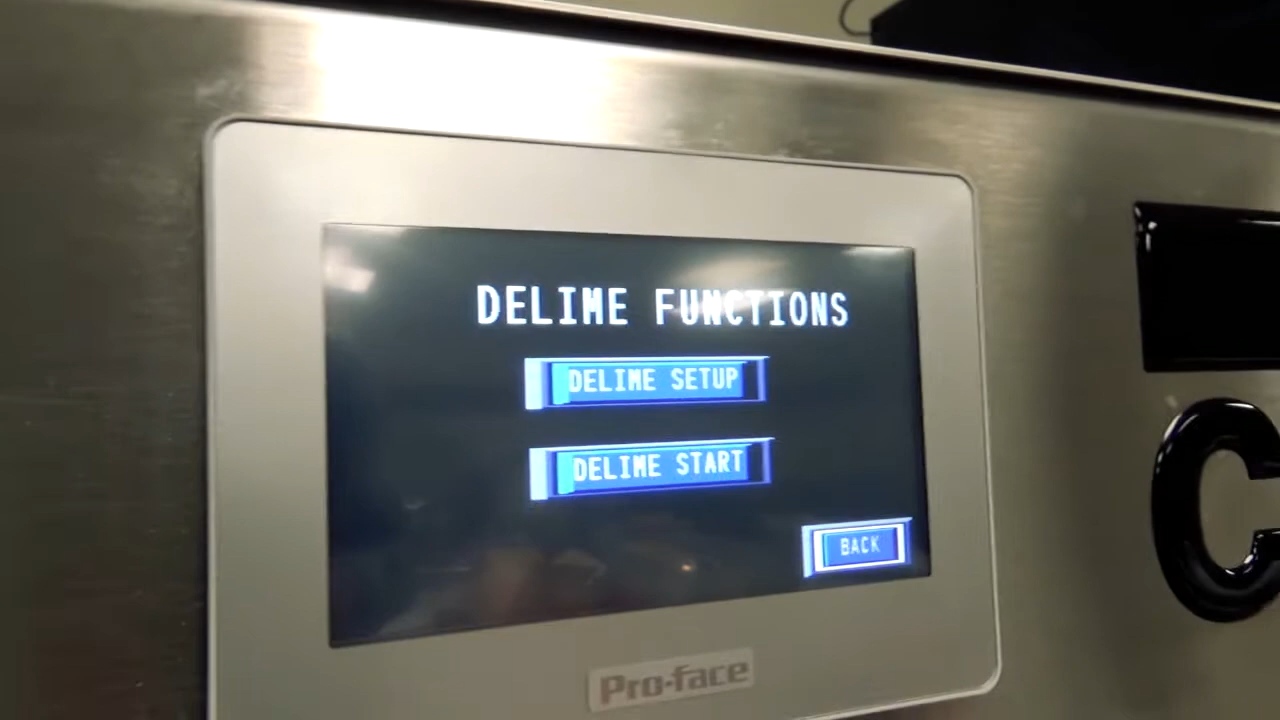 DELIME FUNCTIONS
DELIME SETUP
DELIME START
BACK
Pro-face
C